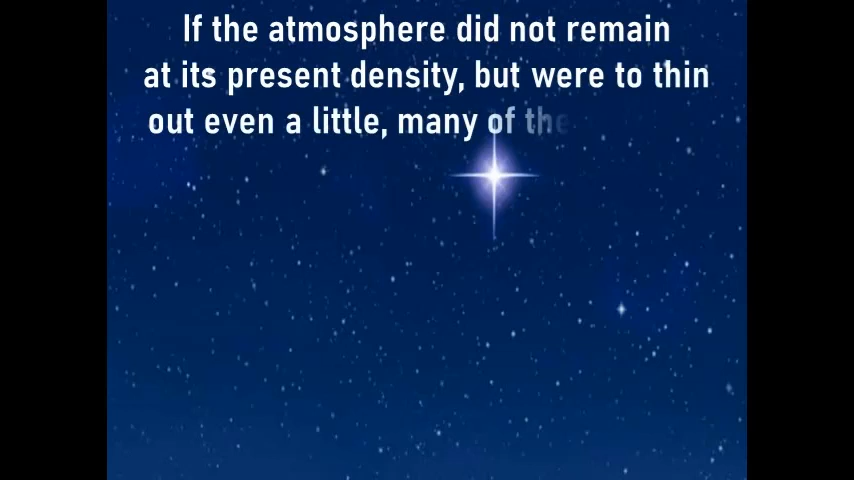 If the atmosphere did not remain
at its present density, but were to thin
out even a little, many of the